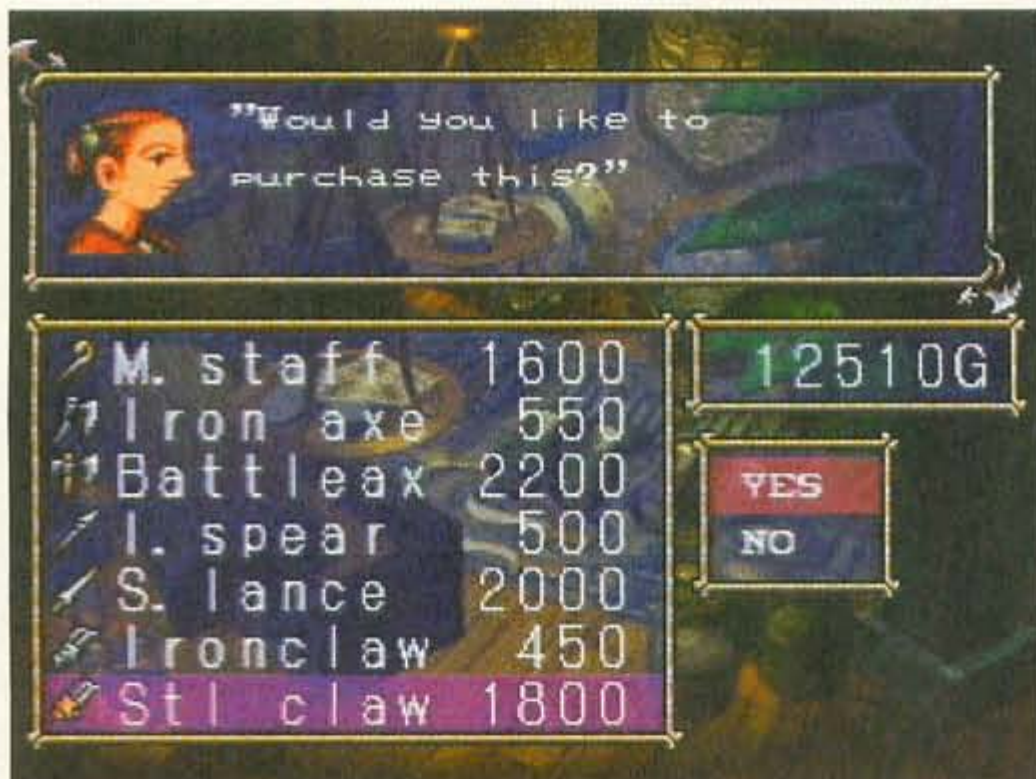 "Would you like to
purchase this?"
M. staff 1600
Iron axe 550
Battleax 2200
I. spear 500
S. lance 2000
Ironclaw 450
Stl claw 1800
12510G
YES
NO